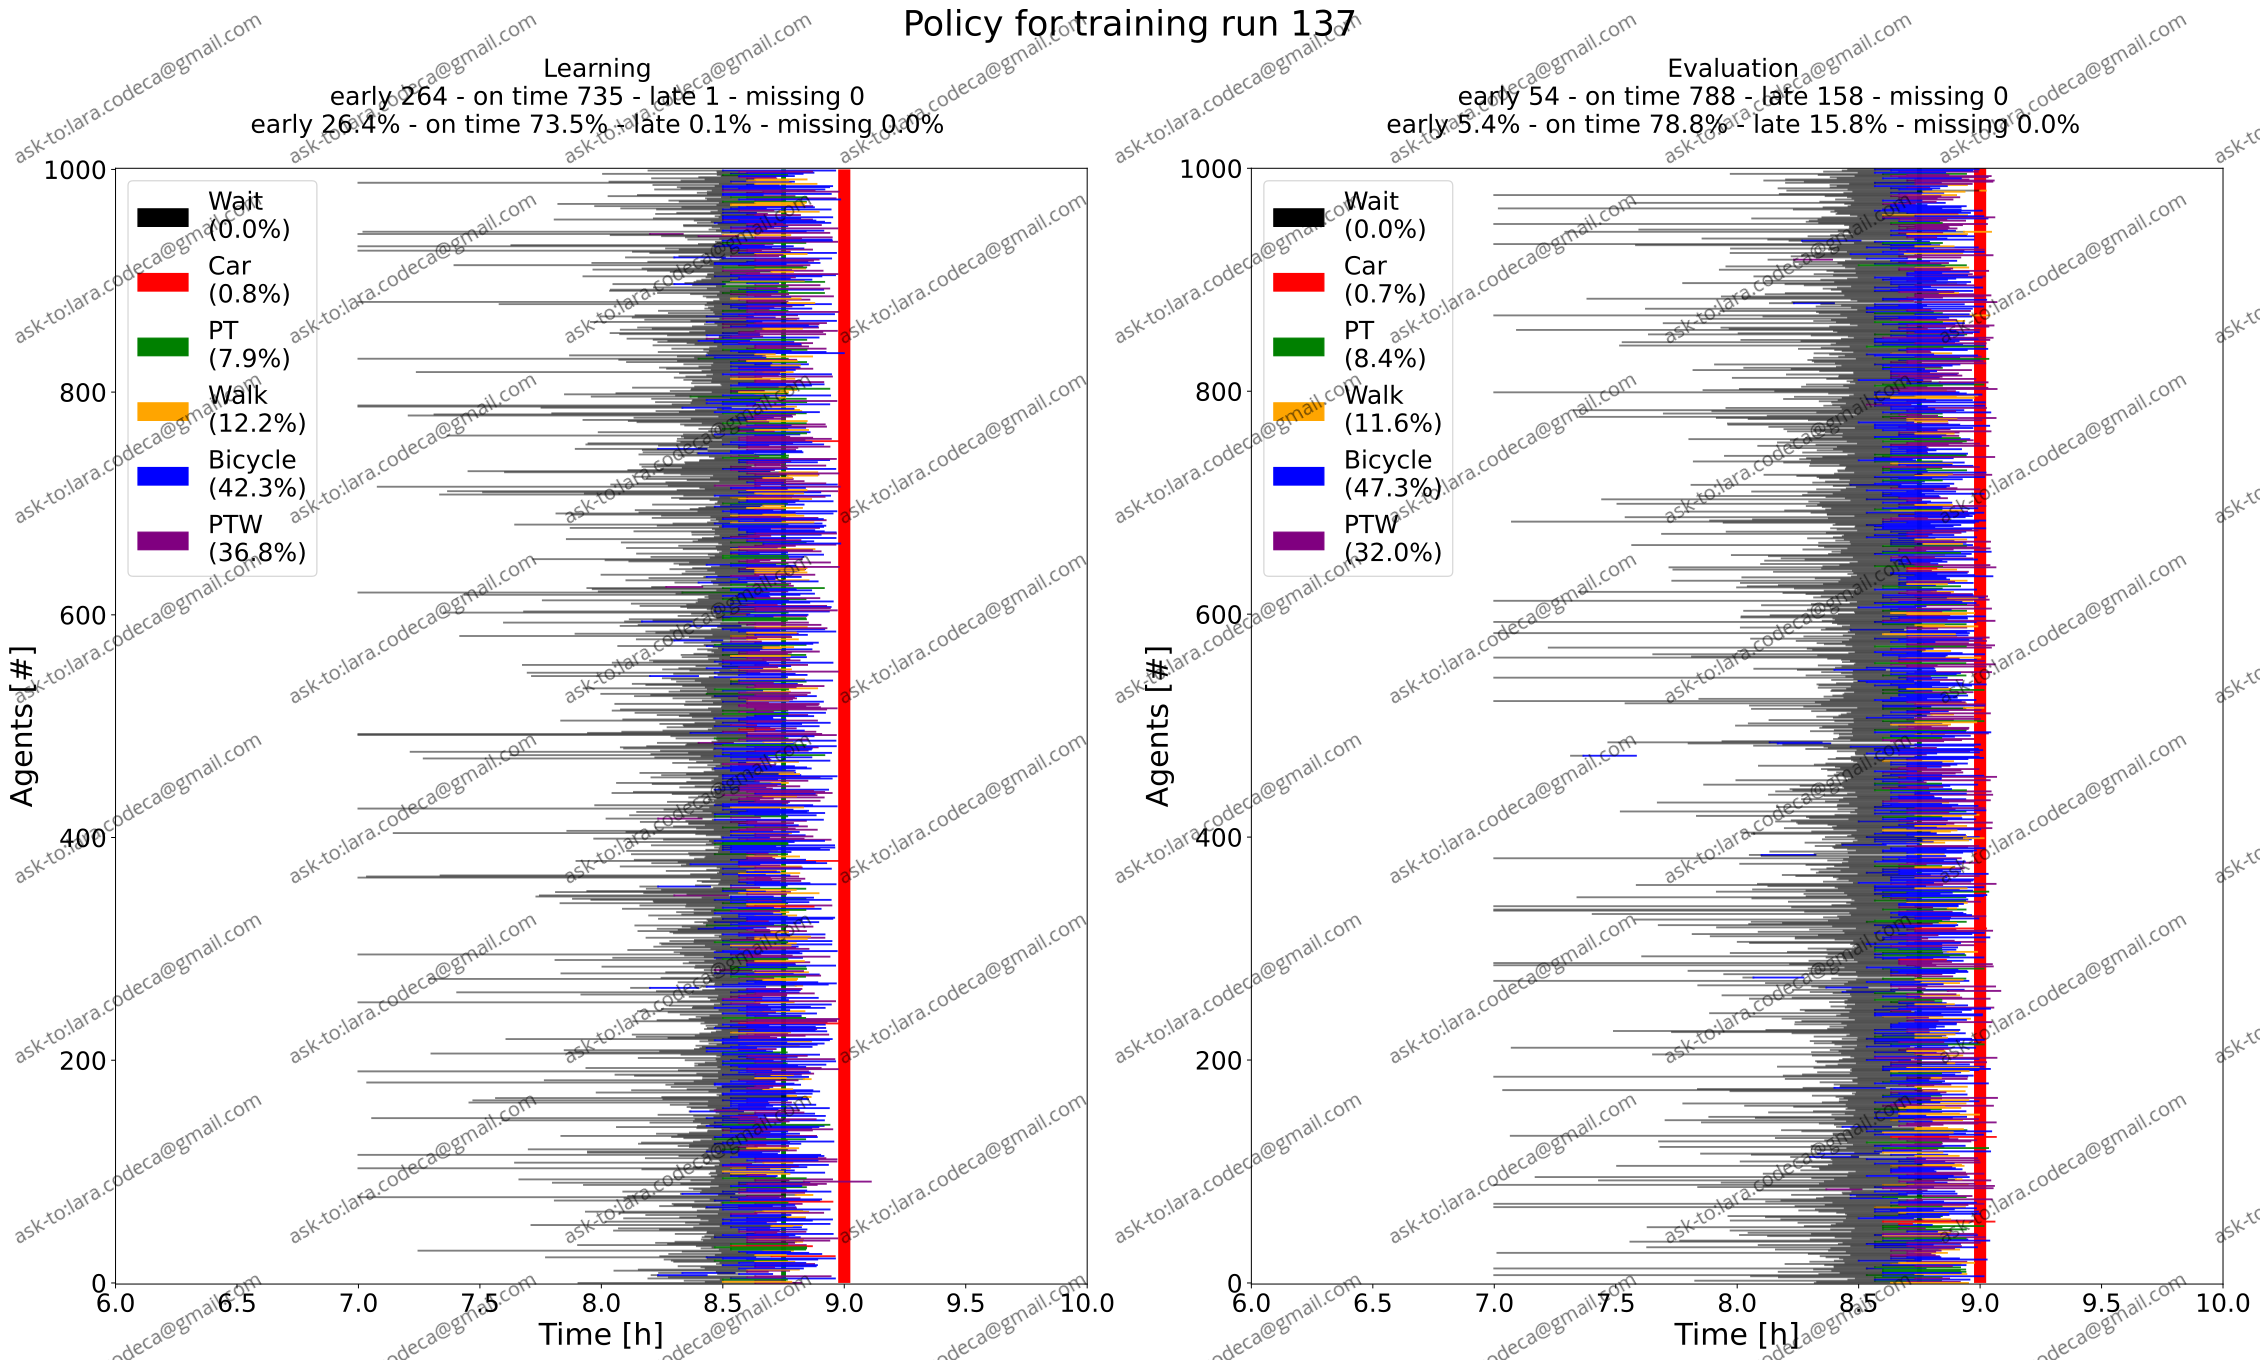 Policy for training run 137
Learning
early 264 - on time 735 - late 1 - missing 0
early 26.4% - on time 73.5% - late 0.1% - missing 0.0%
1000
800
600
400
200
0
Agents [#]
Wait
(0.0%)
Car
(0.8%)
PT
(7.9%)
Walk
(12.2%)
Bicycle
(42.3%)
PTW
(36.8%)
6.0 6.5 7.0 7.5 8.0 8.5 9.0 9.5 10.0
Time [h]
Evaluation
early 54 - on time 788 - late 158 - missing 0
early 5.4% - on time 78.8% - late 15.8% - missing 0.0%
1000
800
600
400
200
0
Agents [#]
Wait
(0.0%)
Car
(0.7%)
PT
(8.4%)
Walk
(11.6%)
Bicycle
(47.3%)
PTW
(32.0%)
6.0 6.5 7.0 7.5 8.0 8.5 9.0 9.5 10.0
Time [h]
ask-to:lara.codeca@gmail.com